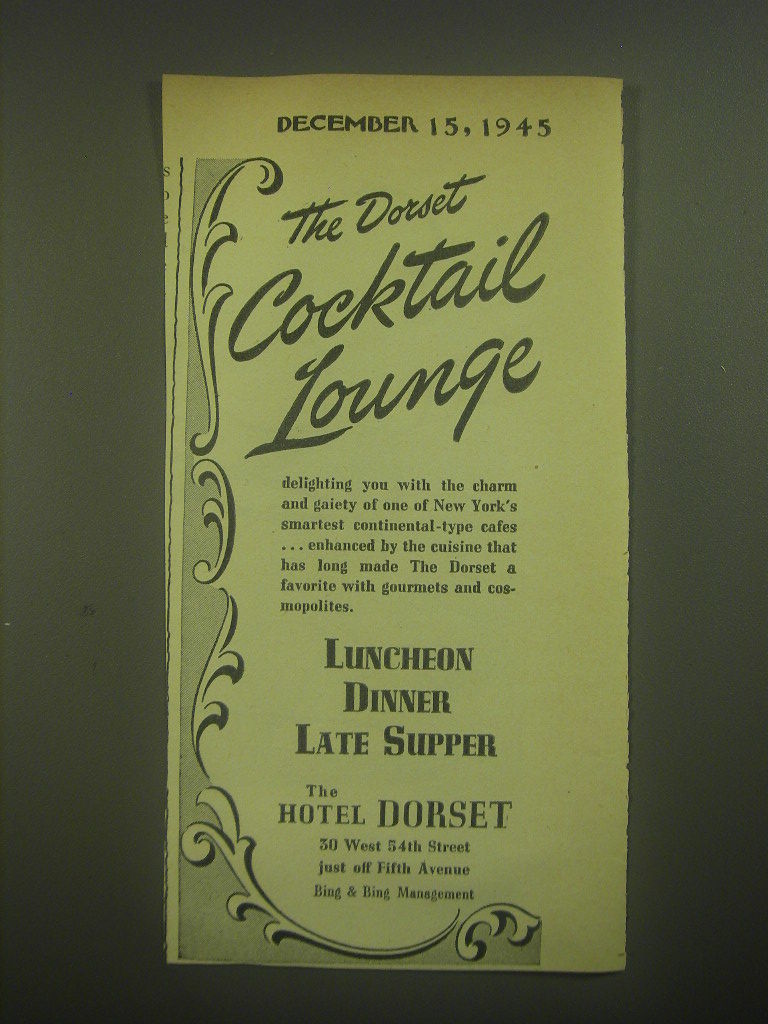 DECEMBER 15, 1945
The Dorset
Cocktail
Lounge
delighting you with the charm
and gaiety of one of New York's
smartest continental-type cafes
... enhanced by the cuisine that
has long made The Dorset a
favorite with gourmets and cos-
mopolites.
LUNCHEON
DINNER
LATE SUPPER
The
HOTEL DORSET
30 West 54th Street
just off Fifth Avenue
Bing & Bing Management